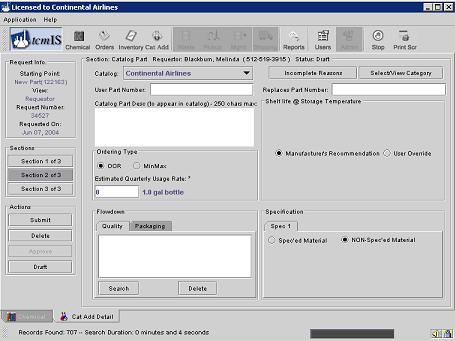 Licensed to Continental Airlines
Application Help
tcmIS Chemical Orders Inventory Cat Add Waste Pickup Mgmt Shipping Reports Users Admin Stop Print Scr
Request Info.
Starting Point:
New Part(122163)
View:
Requestor
Request Number:
34527
Requested On:
Jun 07, 2004
Sections
Section 1 of 3
Section 2 of 3
Section 3 of 3
Actions
Submit
Delete
Approve
Draft
Section: Catalog Part Requestor: Blackburn, Melinda (512-519-3915) Status: Draft
Catalog: Continental Airlines Incomplete Reasons Select/View Category
User Part Number: Replaces Part Number:
Catalog Part Desc (to appear in catalog) - 250 chars max:
Shelf life @ Storage Temperature
Manufacture's Recommendation User Override
Ordering Type
OOR MinMax
Estimated Quarterly Usage Rate: *
0 1.0 gal bottle
Flowdown
Quality Packaging
Search Delete
Specification
Spec 1
Spec'ed Material NON-Spec'ed Material
Chemical Cat Add Detail
Records Found: 707 -- Search Duration: 0 minutes and 4 seconds